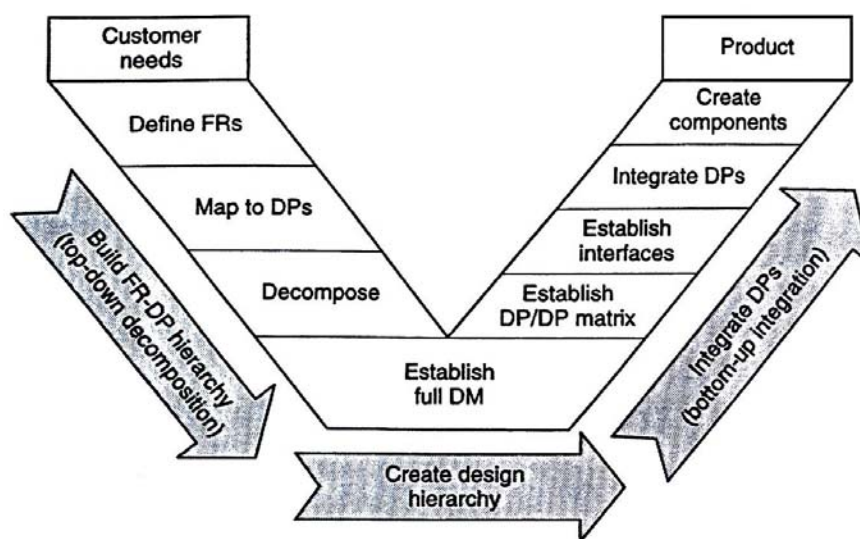 Customer
needs
Product
Define FRs
Map to DPs
Decompose
Establish
full DM
Establish
DP/DP matrix
Establish
interfaces
Integrate DPs
Create
components
Build FR-DP hierarchy
(top-down decomposition)
Create design
hierarchy
Integrate DPs
(bottom-up integration)